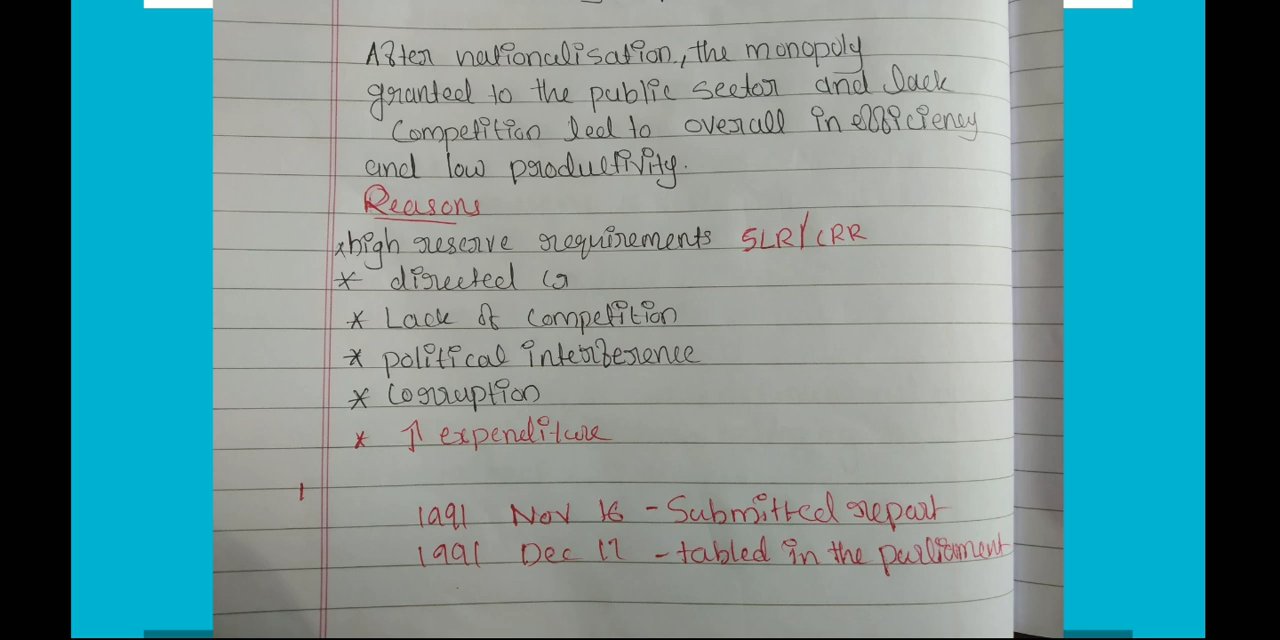 After nationalisation, the monopoly
granted to the public sector and lack
Competition led to overall in efficiency
and low productivity.
Reasons
*high reserve requirements SLR/CRR
* directed
* Lack of competition
* political interference
* Corruption
* ↑ expenditure
1991 Nov 16 - Submitted report
1991 Dec 17 - tabled in the parliament